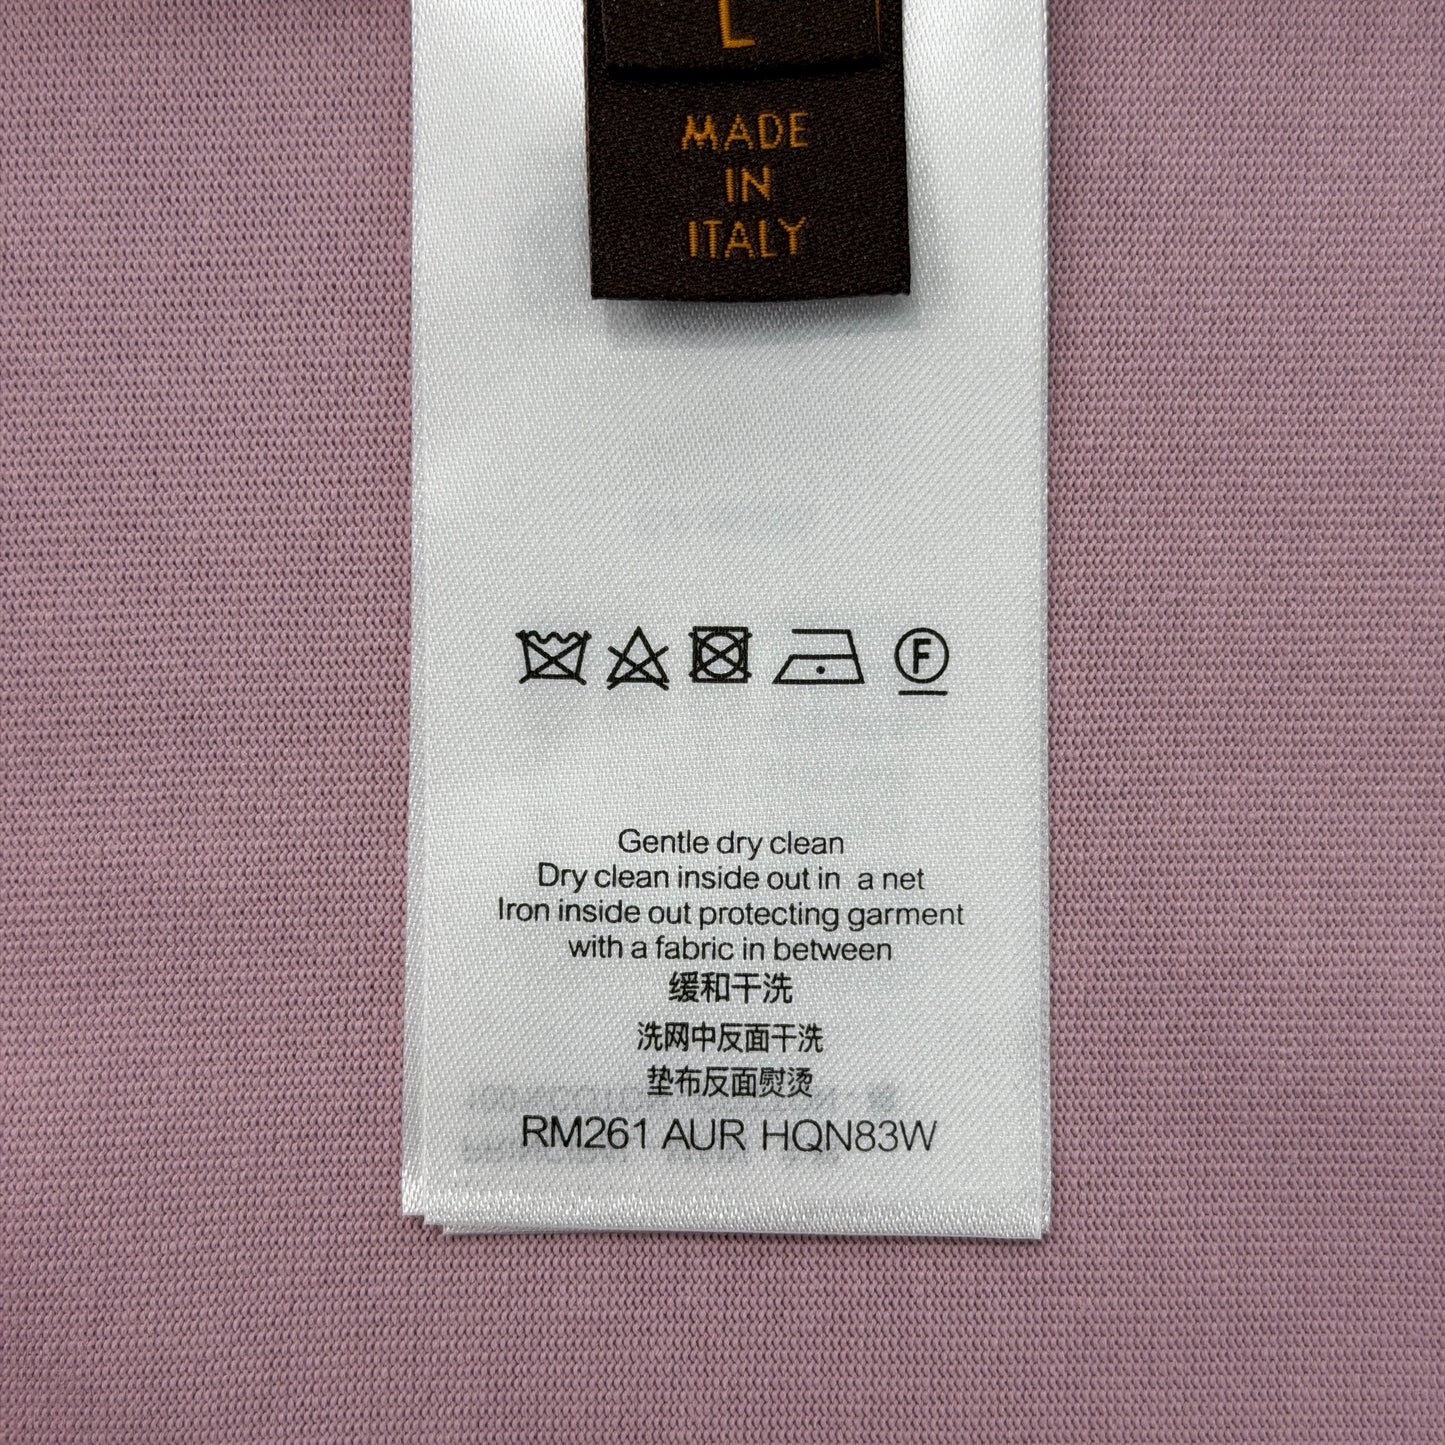 L
MADE
IN
ITALY
F
Gentle dry clean
Dry clean inside out in a net
Iron inside out protecting garment
with a fabric in between
缓和干洗
洗网中反面干洗
垫布反面熨烫
RM261 AUR HQN83W